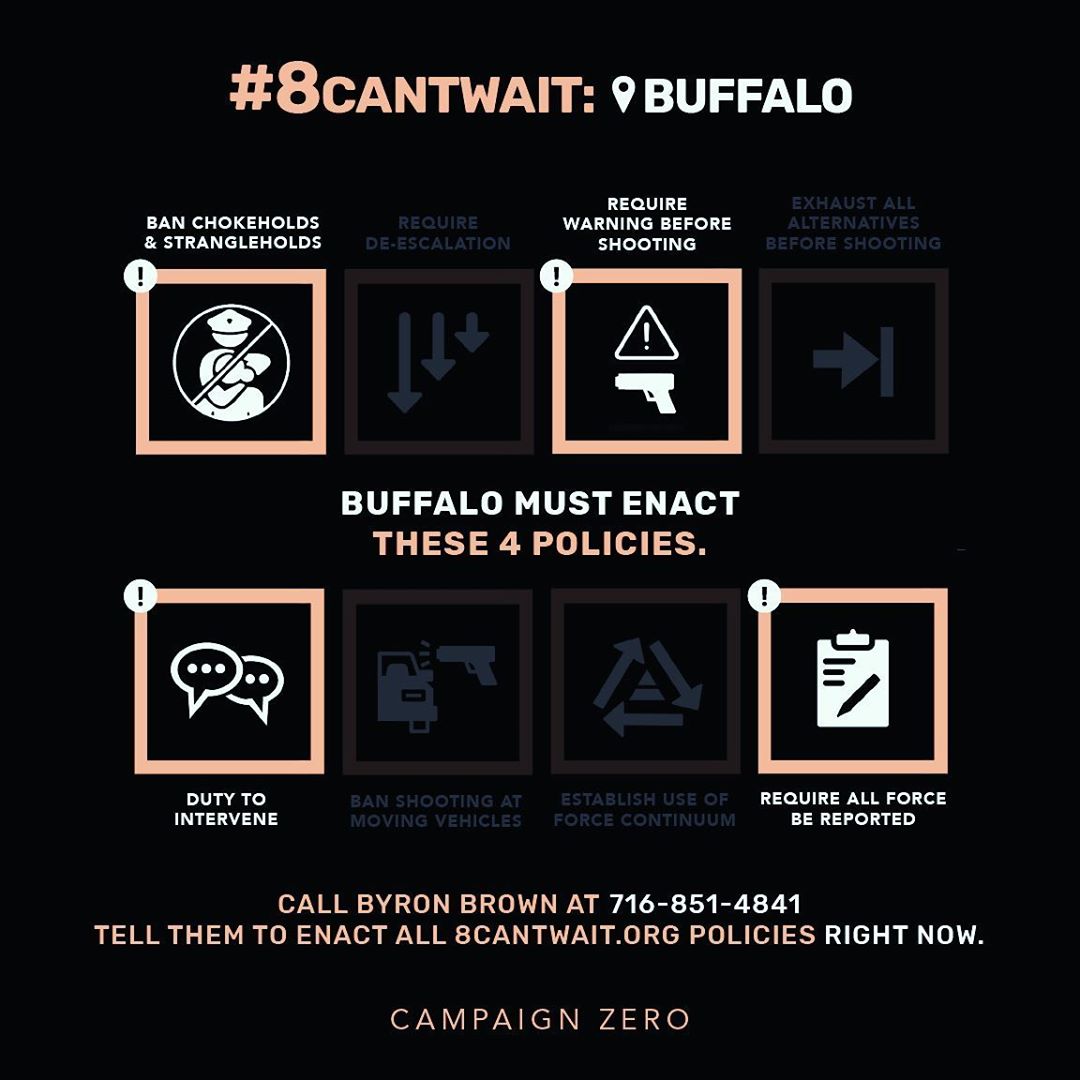 #8CANTWAIT: BUFFALO
BAN CHOKEHOLDS
& STRANGLEHOLDS
REQUIRE
DE-ESCALATION
REQUIRE
WARNING BEFORE
SHOOTING
EXHAUST ALL
ALTERNATIVES
BEFORE SHOOTING
!
!
!
BUFFALO MUST ENACT
THESE 4 POLICIES.
!
!
DUTY TO
INTERVENE
BAN SHOOTING AT
MOVING VEHICLES
ESTABLISH USE OF
FORCE CONTINUUM
REQUIRE ALL FORCE
BE REPORTED
CALL BYRON BROWN AT 716-851-4841
TELL THEM TO ENACT ALL 8CANTWAIT.ORG POLICIES RIGHT NOW.
CAMPAIGN ZERO